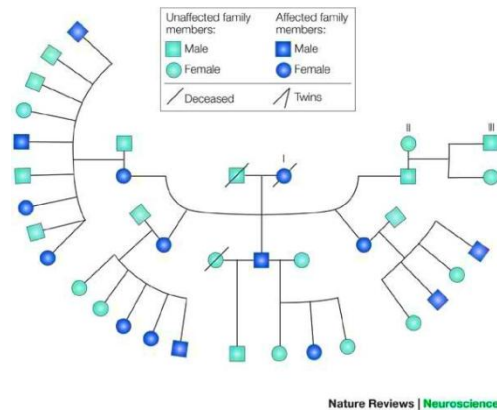 Unaffected family
members:
Male
Female
Deceased
Affected family
members:
Male
Female
Twins
I
II
III
Nature Reviews | Neuroscience